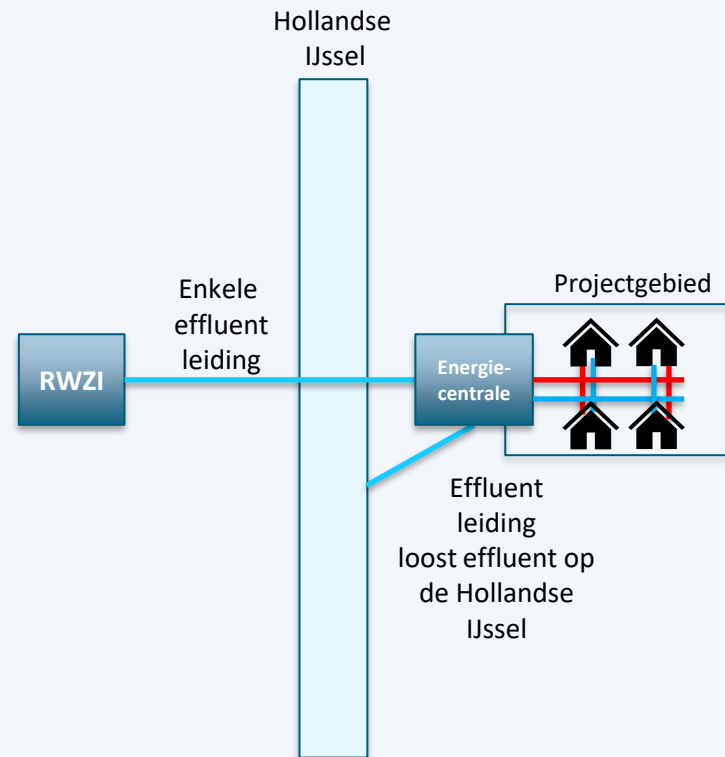 Hollandse
IJssel
Projectgebied
Enkele
effluent
leiding
RWZI
Energie-
centrale
Effluent
leiding
loost effluent op
de Hollandse
IJssel